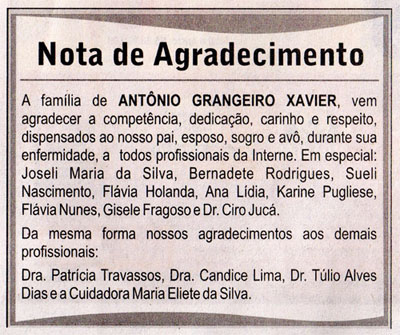 Nota de Agradecimento
A família de ANTÔNIO GRANGEIRO XAVIER, vem
agradecer a competência, dedicação, carinho e respeito,
dispensados ao nosso pai, esposo, sogro e avô, durante sua
enfermidade, a todos profissionais da Interne. Em especial:
Joseli Maria da Silva, Bernadete Rodrigues, Sueli
Nascimento, Flávia Holanda, Ana Lídia, Karine Pugliese,
Flávia Nunes, Gisele Fragoso e Dr. Ciro Jucá.
Da mesma forma nossos agradecimentos aos demais
profissionais:
Dra. Patrícia Travassos, Dra. Candice Lima, Dr. Túlio Alves
Dias e a Cuidadora Maria Eliete da Silva.